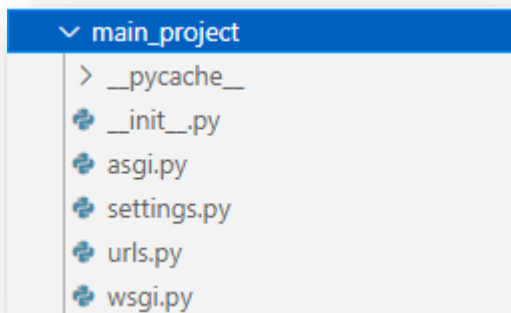 main_project
__pycache__
__init__.py
asgi.py
settings.py
urls.py
wsgi.py